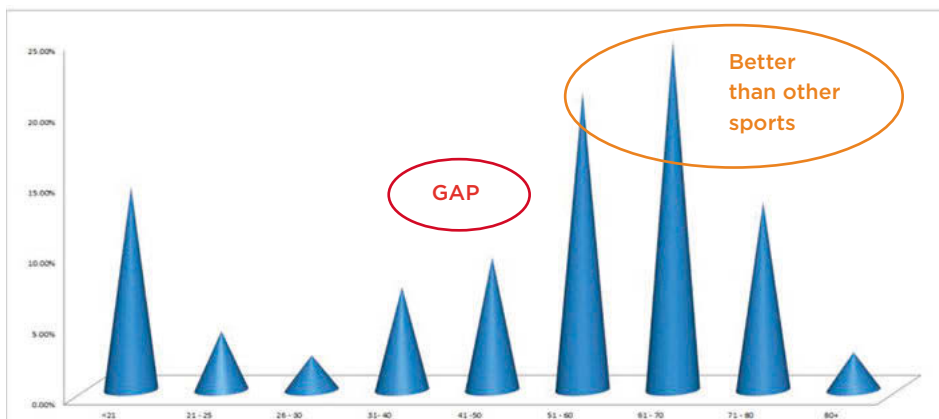 25.00%
20.00%
15.00%
10.00%
5.00%
0.00%
Better
than other
sports
GAP
<21
21 - 25
26 - 30
31- 40
41 -50
51 - 60
61 - 70
71 - 80
80+